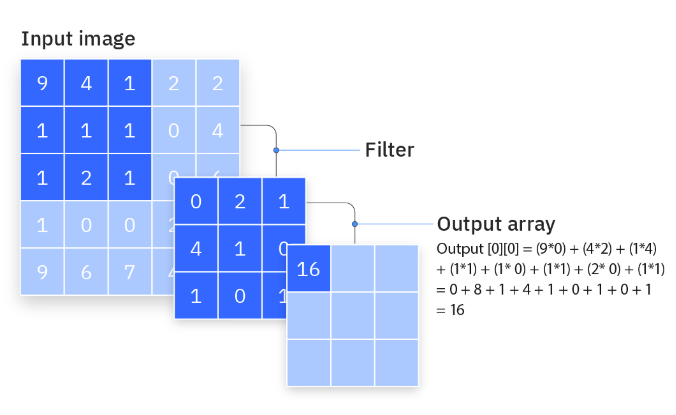 Input image
9 4 1 2 2
1 1 1 0 4
1 2 1 0
1 0 0
9 6 7
Filter
0 2 1
4 1 0
1 0 1
Output array
Output [0][0] = (9*0) + (4*2) + (1*4)
+ (1*1) + (1* 0) + (1*1) + (2* 0) + (1*1)
= 0 + 8 + 1 + 4 + 1 + 0 + 1 + 0 + 1
= 16
16